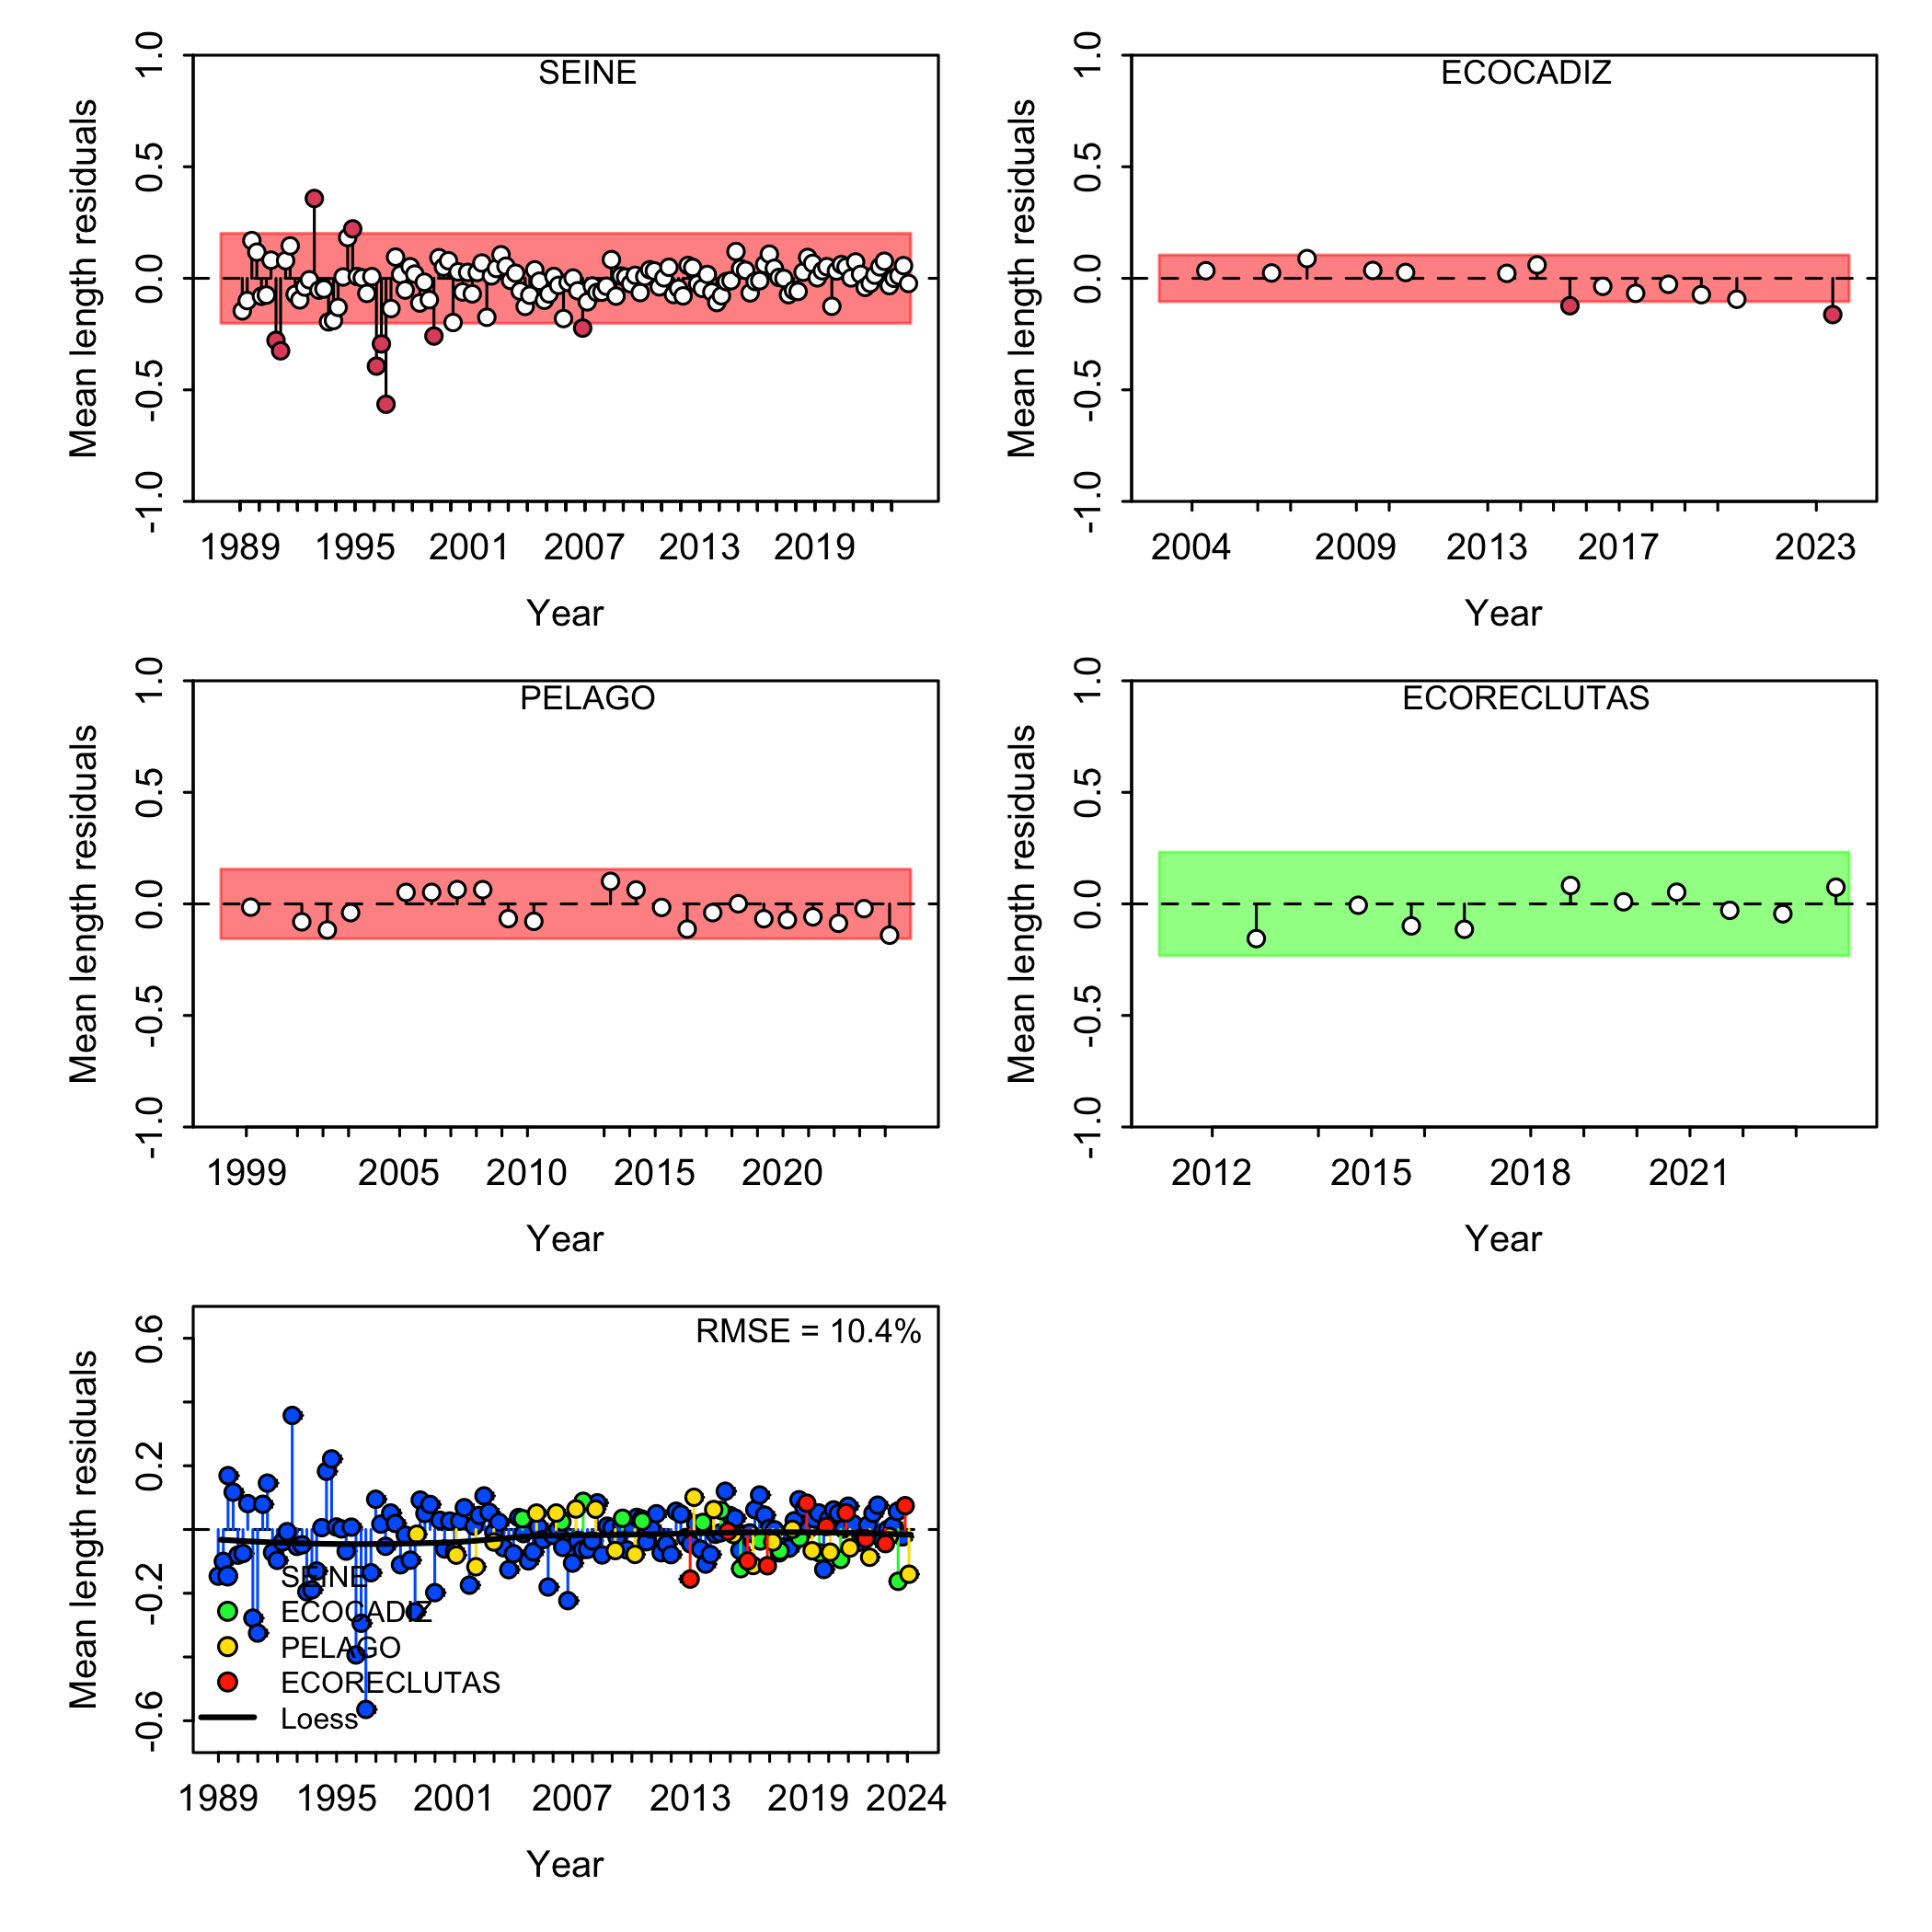 SEINE
Mean length residuals
1.0
0.5
0.0
-0.5
-1.0
1989 1995 2001 2007 2013 2019
Year
ECOCADIZ
Mean length residuals
1.0
0.5
0.0
-0.5
-1.0
2004 2009 2013 2017 2023
Year
PELAGO
Mean length residuals
1.0
0.5
0.0
-0.5
-1.0
1999 2005 2010 2015 2020
Year
ECORECLUTAS
Mean length residuals
1.0
0.5
0.0
-0.5
-1.0
2012 2015 2018 2021
Year
RMSE = 10.4%
Mean length residuals
0.6
0.2
-0.2
-0.6
SEINE
ECOCADIZ
PELAGO
ECORECLUTAS
Loess
1989 1995 2001 2007 2013 2019 2024
Year